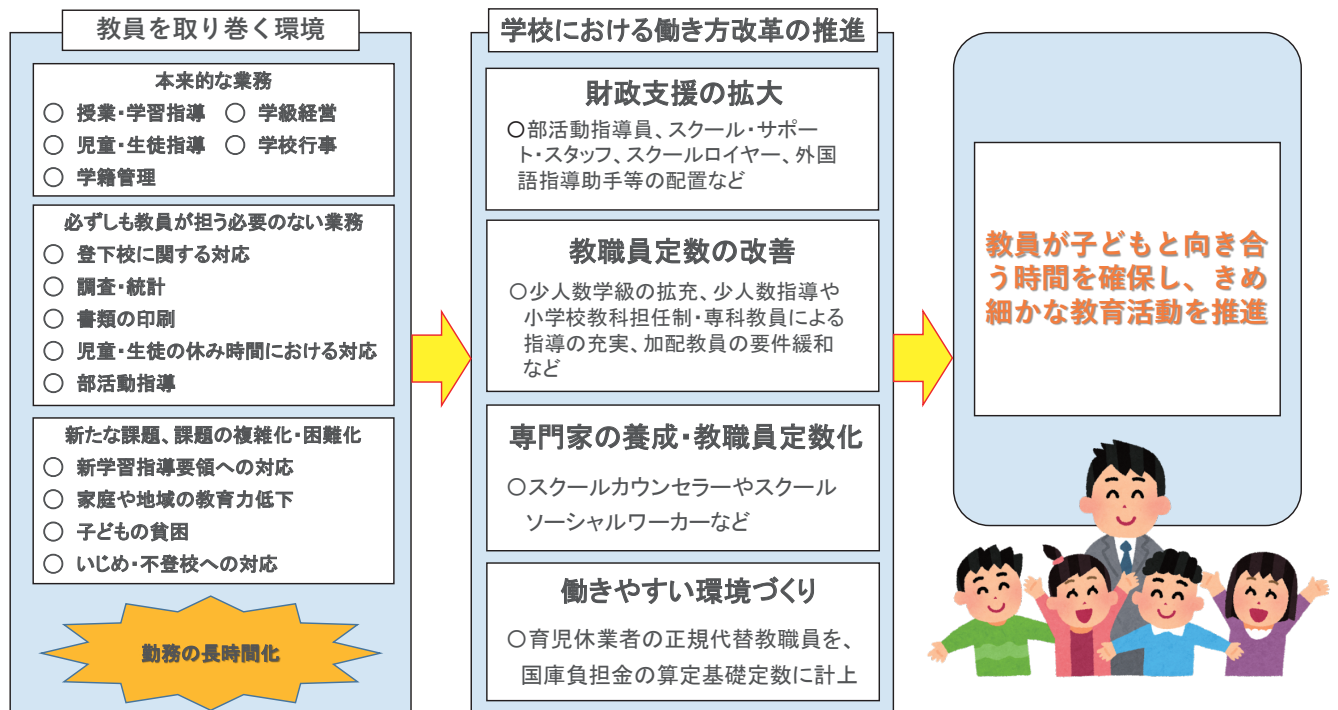 教員を取り巻く環境
本来的な業務
○ 授業・学習指導 ○ 学級経営
○ 児童・生徒指導 ○ 学校行事
○ 学籍管理
必ずしも教員が担う必要のない業務
○ 登下校に関する対応
○ 調査・統計
○ 書類の印刷
○ 児童・生徒の休み時間における対応
○ 部活動指導
新たな課題、課題の複雑化・困難化
○ 新学習指導要領への対応
○ 家庭や地域の教育力低下
○ 子どもの貧困
○ いじめ・不登校への対応
勤務の長時間化
学校における働き方改革の推進
財政支援の拡大
○部活動指導員、スクール・サポー
ト・スタッフ、スクールロイヤー、外国
語指導助手等の配置など
教職員定数の改善
○少人数学級の拡充、少人数指導や
小学校教科担任制・専科教員による
指導の充実、加配教員の要件緩和
など
専門家の養成・教職員定数化
○スクールカウンセラーやスクール
ソーシャルワーカーなど
働きやすい環境づくり
○育児休業者の正規代替教職員を、
国庫負担金の算定基礎定数に計上
教員が子どもと向き合
う時間を確保し、きめ
細かな教育活動を推進